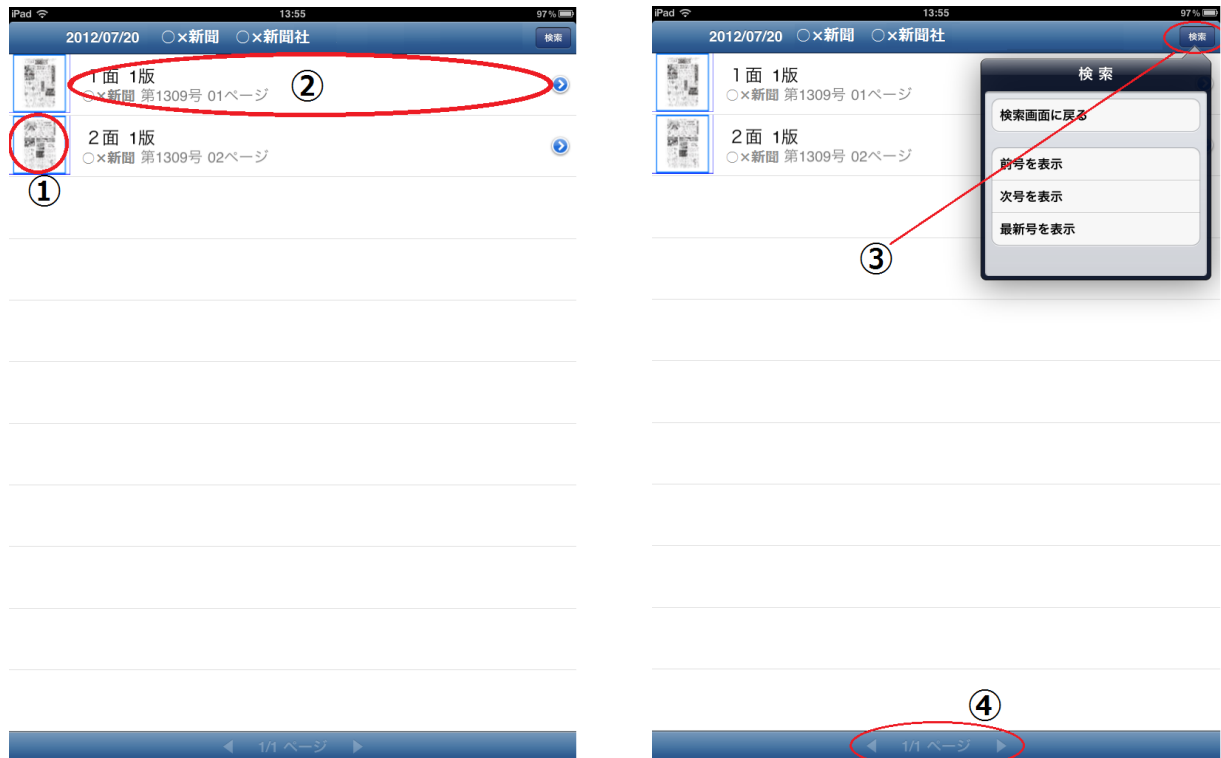 iPad 13:55 97%
2012/07/20 ○×新聞 ○×新聞社 検索
1面 1版
○×新聞 第1309号 01ページ
②
2面 1版
○×新聞 第1309号 02ページ
①
◀ 1/1 ページ ▶
iPad 13:55 97%
2012/07/20 ○×新聞 ○×新聞社 検索
1面 1版
○×新聞 第1309号 01ページ
2面 1版
○×新聞 第1309号 02ページ
検 索
検索画面に戻る
前号を表示
次号を表示
最新号を表示
③
④
◀ 1/1 ページ ▶